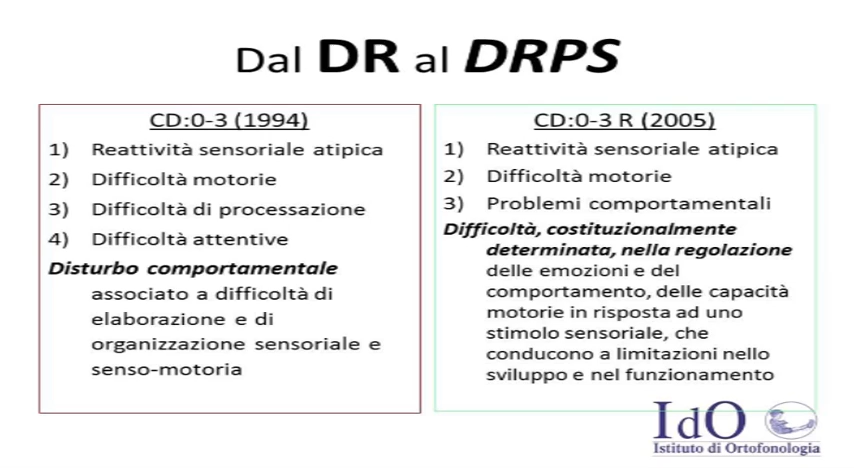 Dal DR al DRPS
CD:0-3 (1994)
1) Reattività sensoriale atipica
2) Difficoltà motorie
3) Difficoltà di processazione
4) Difficoltà attentive
Disturbo comportamentale
associato a difficoltà di
elaborazione e di
organizzazione sensoriale e
senso-motoria
CD:0-3 R (2005)
1) Reattività sensoriale atipica
2) Difficoltà motorie
3) Problemi comportamentali
Difficoltà, costituzionalmente
determinata, nella regolazione
delle emozioni e del
comportamento, delle capacità
motorie in risposta ad uno
stimolo sensoriale, che
conducono a limitazioni nello
sviluppo e nel funzionamento
IdO
Istituto di Ortofonologia